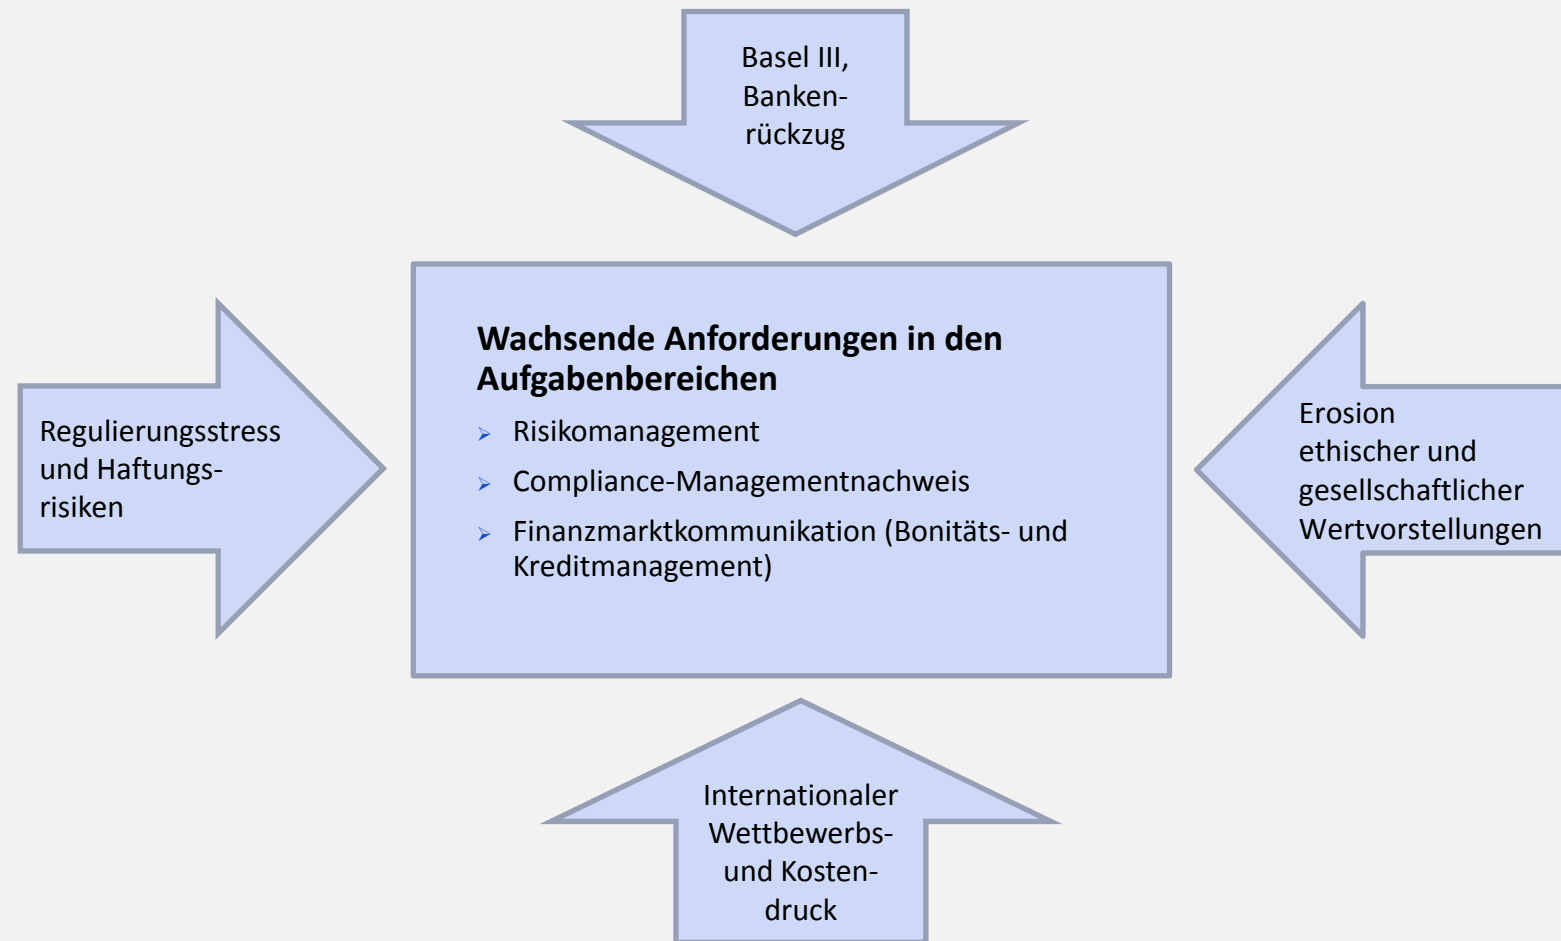 Basel III,
Banken-
rückzug
Wachsende Anforderungen in den
Aufgabenbereichen
Risikomanagement
Compliance-Managementnachweis
Finanzmarktkommunikation (Bonitäts- und
Kreditmanagement)
Regulierungsstress
und Haftungs-
risiken
Erosion
ethischer und
gesellschaftlicher
Wertvorstellungen
Internationaler
Wettbewerbs-
und Kosten-
druck